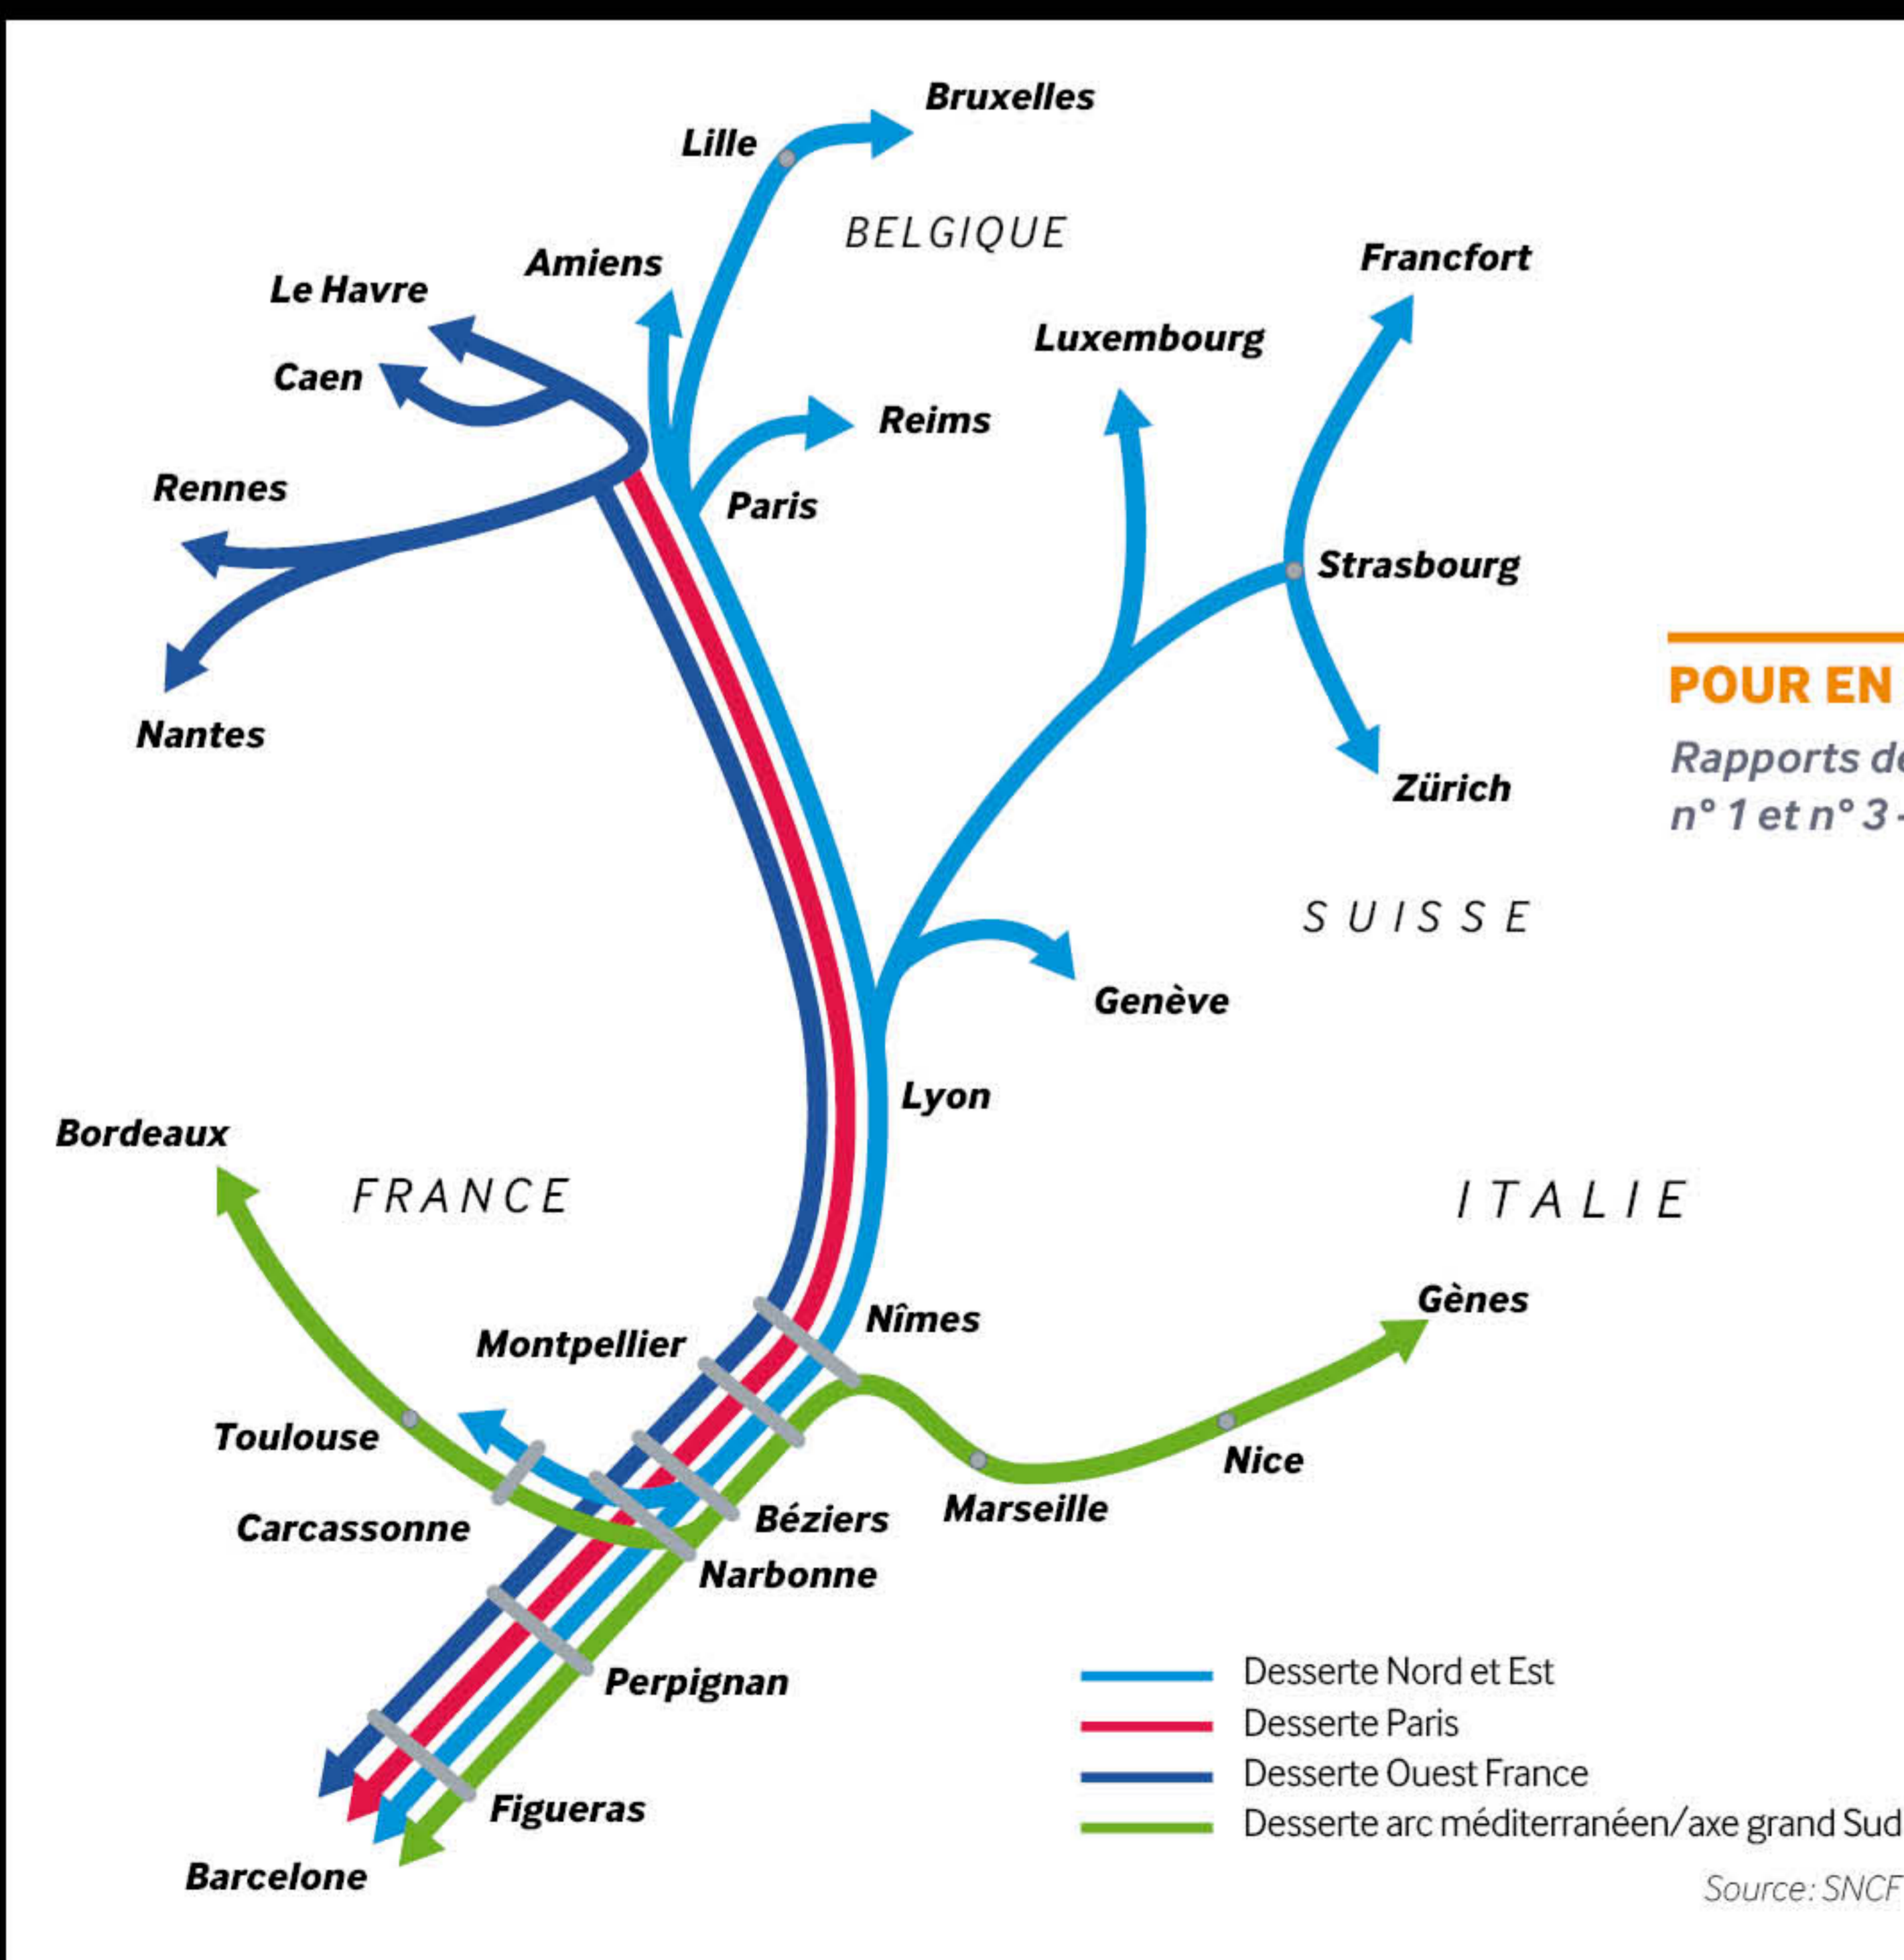 Bruxelles
Lille
BELGIQUE
Amiens
Francfort
Le Havre
Luxembourg
Caen
Reims
Rennes
Paris
Strasbourg
POUR EN
Rapports de
n° 1 et n° 3 -
Nantes
Zürich
SUISSE
Genève
Lyon
Bordeaux
FRANCE
ITALIE
Gènes
Nîmes
Montpellier
Toulouse
Nice
Marseille
Béziers
Carcassonne
Narbonne
Perpignan
Desserte Nord et Est
Desserte Paris
Desserte Ouest France
Figueras
Desserte arc méditerranéen/axe grand Sud
Barcelone
Source: SNCF